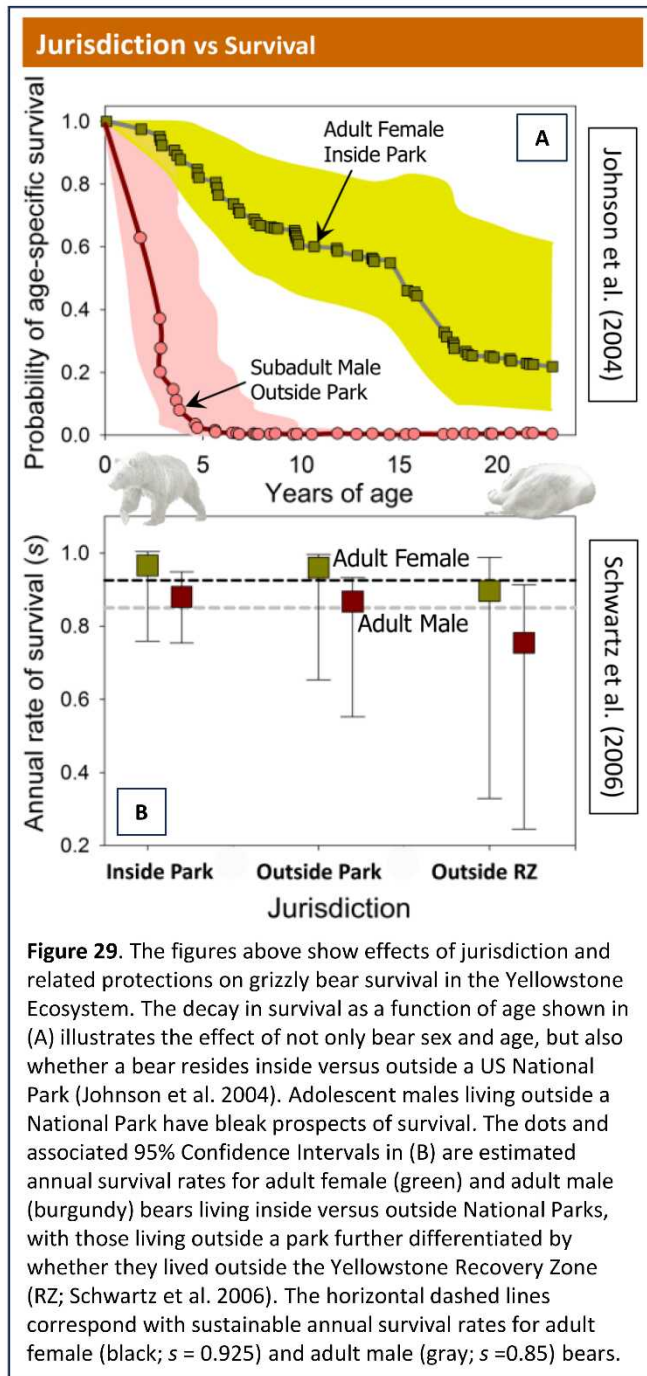 Jurisdiction vs Survival
Probability of age-specific survival
1.0
0.8
0.6
0.4
0.2
0.0
Adult Female
Inside Park
A
Subadult Male
Outside Park
0
5
10
15
20
Years of age
Johnson et al. (2004)
Annual rate of survival (s)
1.0
0.8
0.6
0.4
0.2
Adult Female
Adult Male
B
Inside Park
Outside Park
Outside RZ
Jurisdiction
Schwartz et al. (2006)
Figure 29. The figures above show effects of jurisdiction and
related protections on grizzly bear survival in the Yellowstone
Ecosystem. The decay in survival as a function of age shown in
(A) illustrates the effect of not only bear sex and age, but also
whether a bear resides inside versus outside a US National
Park (Johnson et al. 2004). Adolescent males living outside a
National Park have bleak prospects of survival. The dots and
associated 95% Confidence Intervals in (B) are estimated
annual survival rates for adult female (green) and adult male
(burgundy) bears living inside versus outside National Parks,
with those living outside a park further differentiated by
whether they lived outside the Yellowstone Recovery Zone
(RZ; Schwartz et al. 2006). The horizontal dashed lines
correspond with sustainable annual survival rates for adult
female (black; s = 0.925) and adult male (gray; s =0.85) bears.